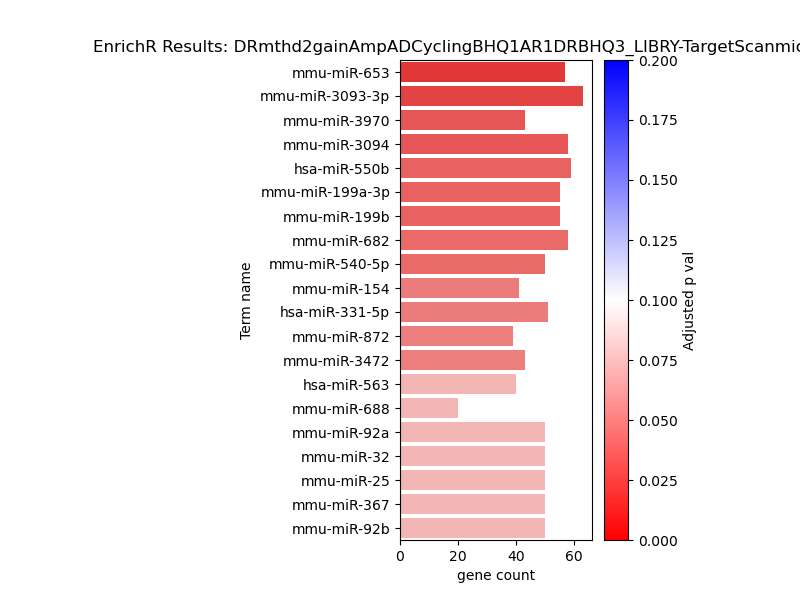 EnrichR Results: DRmthd2gainAmpADCyclingBHQ1AR1DRBHQ3_LIBRY-TargetScanmic
Term name
mmu-miR-653
mmu-miR-3093-3p
mmu-miR-3970
mmu-miR-3094
hsa-miR-550b
mmu-miR-199a-3p
mmu-miR-199b
mmu-miR-682
mmu-miR-540-5p
mmu-miR-154
hsa-miR-331-5p
mmu-miR-872
mmu-miR-3472
hsa-miR-563
mmu-miR-688
mmu-miR-92a
mmu-miR-32
mmu-miR-25
mmu-miR-367
mmu-miR-92b
0 20 40 60
gene count
0.200
0.175
0.150
0.125
0.100
0.075
0.050
0.025
0.000
Adjusted p val